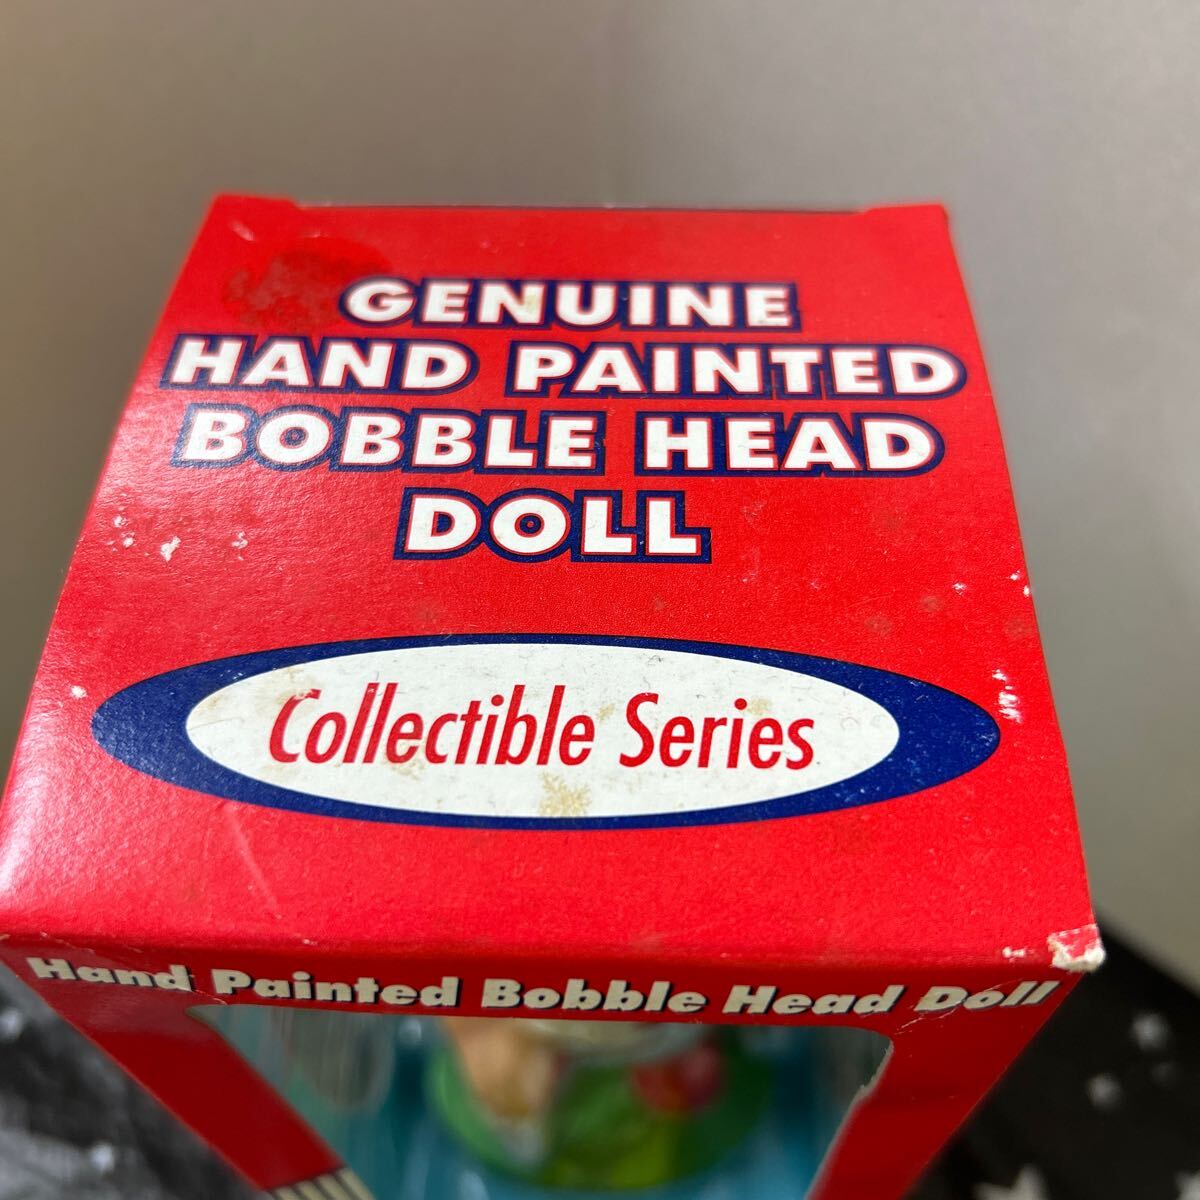 GENUINE
HAND PAINTED
BOBBLE HEAD
DOLL
Collectible Series
Hand Painted Bobble Head Doll